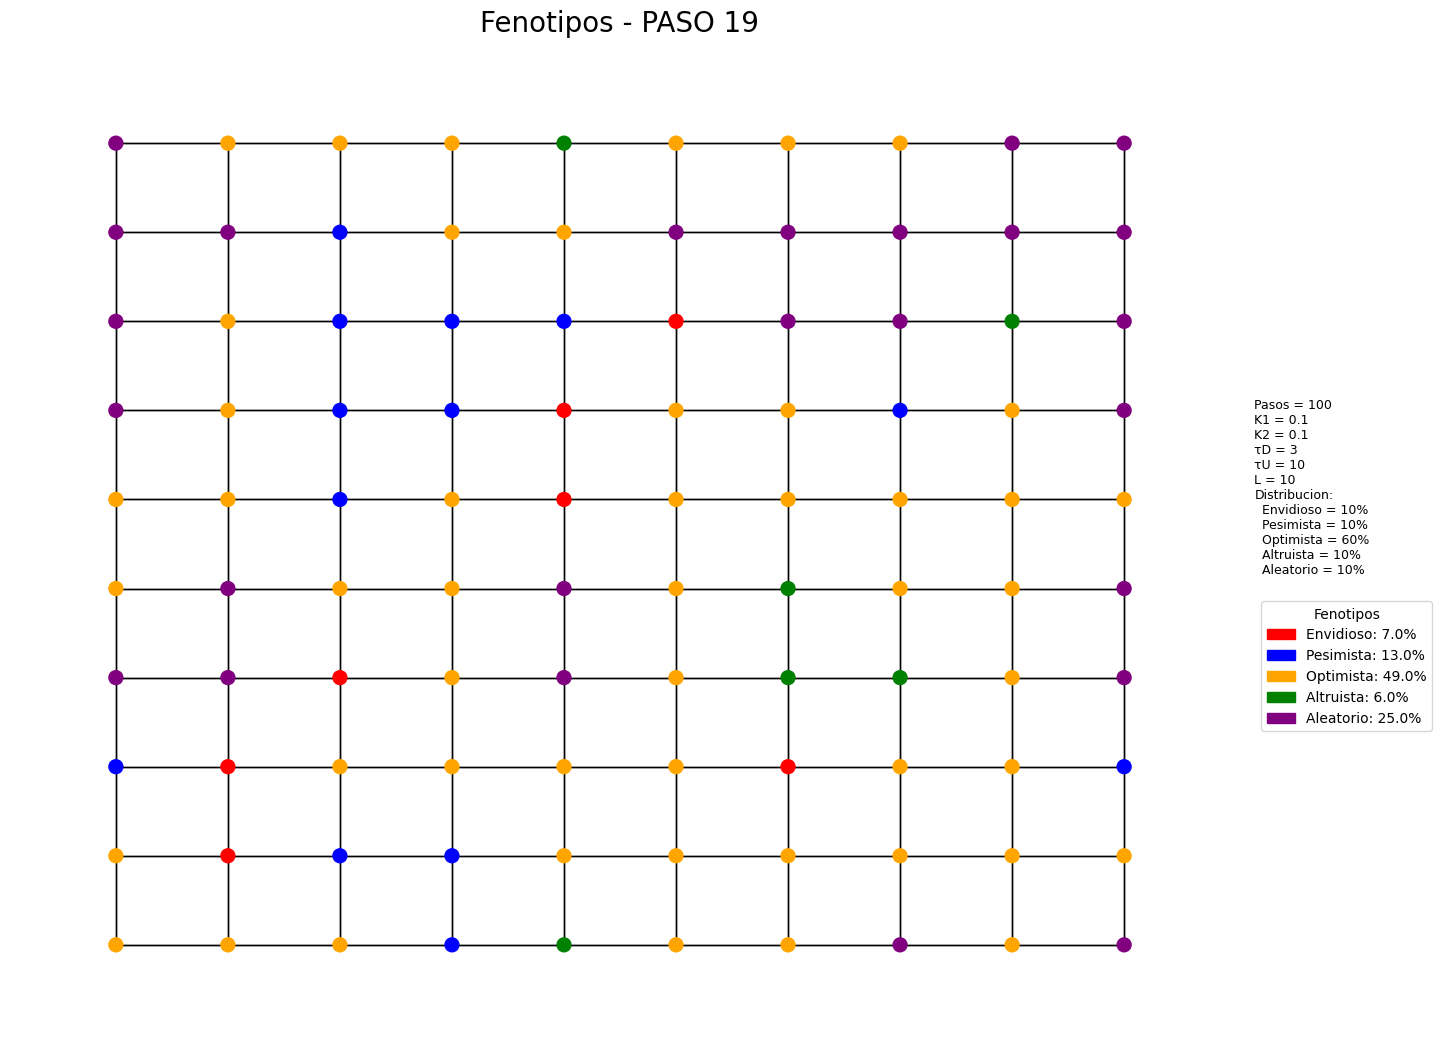 Fenotipos - PASO 19
Pasos = 100
K1 = 0.1
K2 = 0.1
τD = 3
τU = 10
L = 10
Distribucion:
Envidioso = 10%
Pesimista = 10%
Optimista = 60%
Altruista = 10%
Aleatorio = 10%
Fenotipos
Envidioso: 7.0%
Pesimista: 13.0%
Optimista: 49.0%
Altruista: 6.0%
Aleatorio: 25.0%